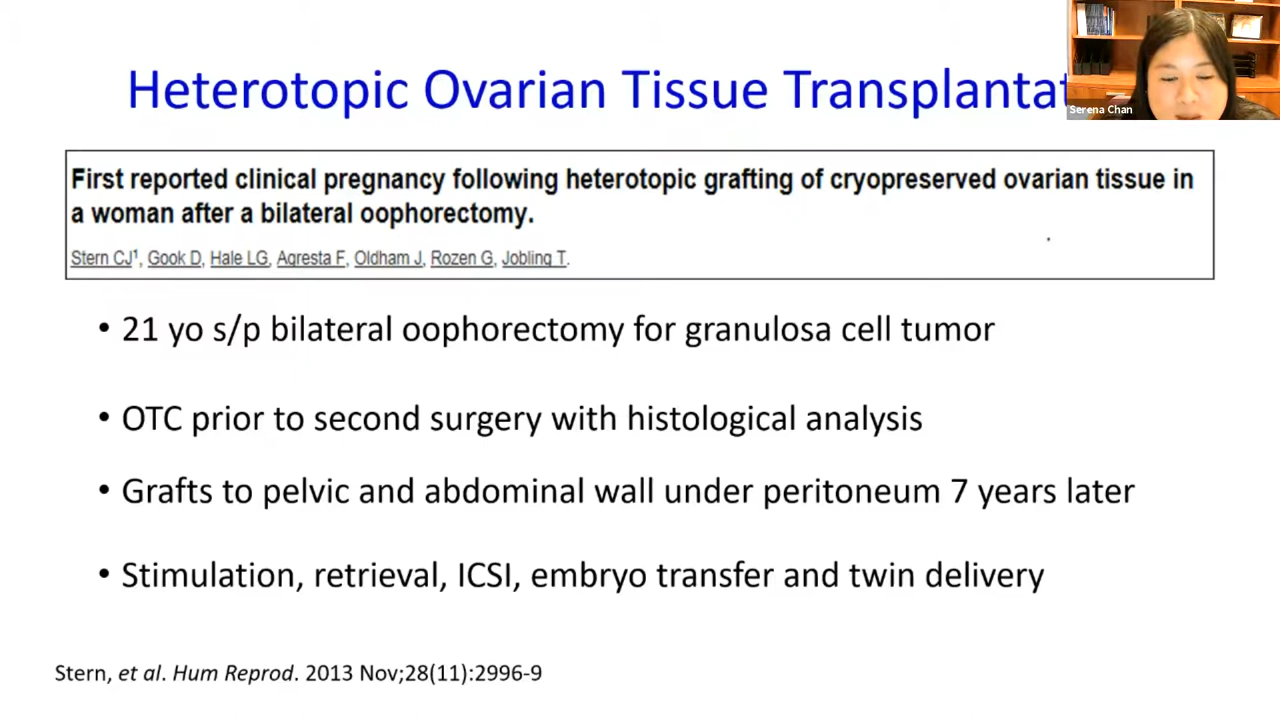 Heterotopic Ovarian Tissue Transplantat
Serena Chan
First reported clinical pregnancy following heterotopic grafting of cryopreserved ovarian tissue in
a woman after a bilateral oophorectomy.
Stern CJ¹, Gook D, Hale LG, Agresta F, Oldham J, Rozen G, Jobling T.
• 21 yo s/p bilateral oophorectomy for granulosa cell tumor
• OTC prior to second surgery with histological analysis
• Grafts to pelvic and abdominal wall under peritoneum 7 years later
• Stimulation, retrieval, ICSI, embryo transfer and twin delivery
Stern, et al. Hum Reprod. 2013 Nov;28(11):2996-9